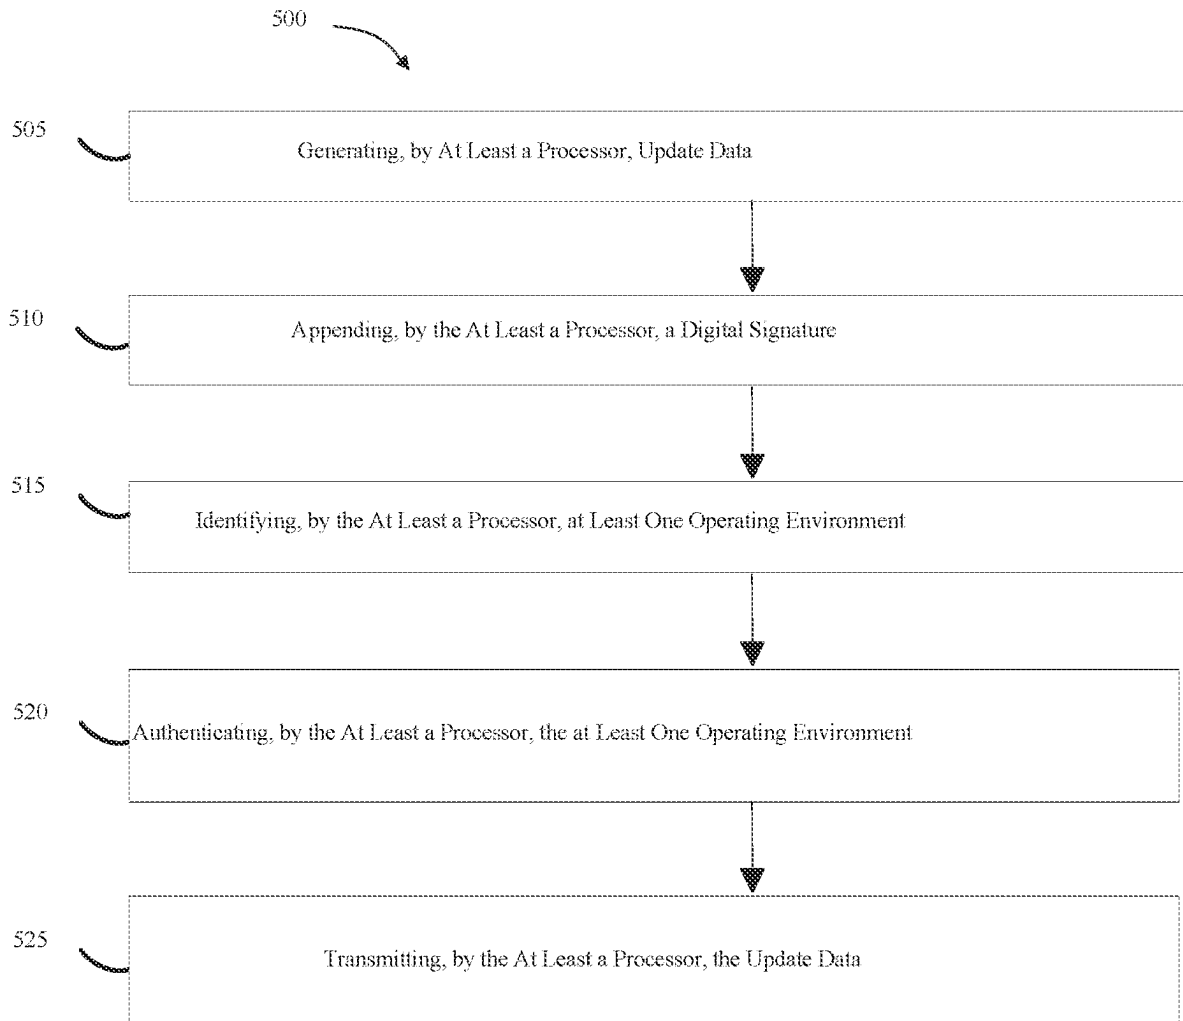 500
505
Generating, by At Least a Processor, Update Data
510
Appending, by the At Least a Processor, a Digital Signature
515
Identifying, by the At Least a Processor, at Least One Operating Environment
520
Authenticating, by the At Least a Processor, the at Least One Operating Environment
525
Transmitting, by the At Least a Processor, the Update Data